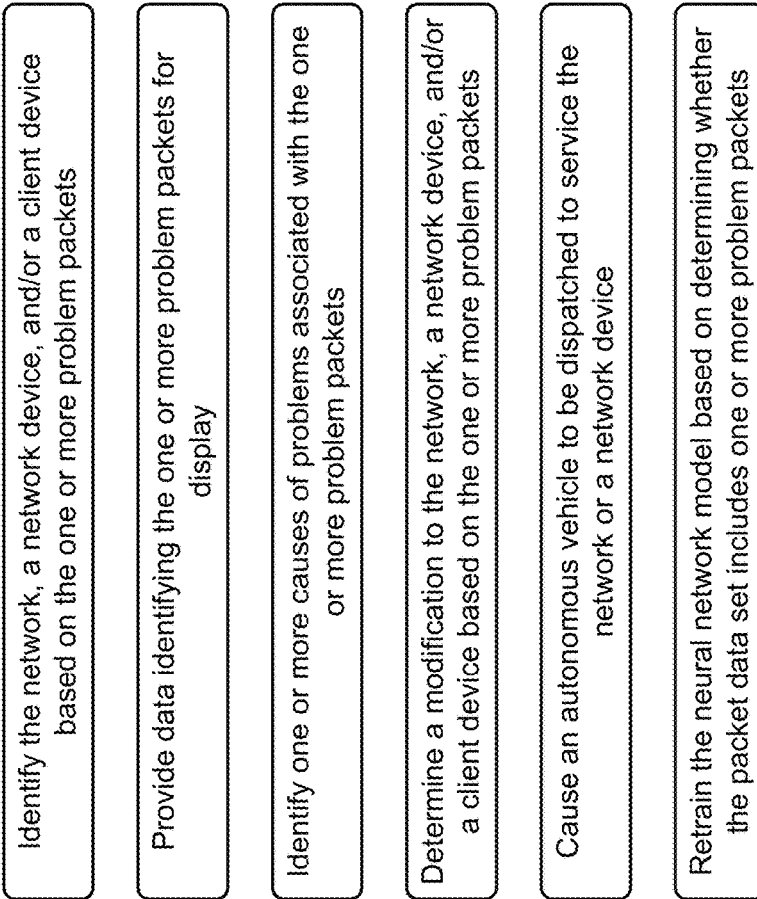 Identify the network, a network device, and/or a client device
based on the one or more problem packets
Provide data identifying the one or more problem packets for
display
Identify one or more causes of problems associated with the one
or more problem packets
Determine a modification to the network, a network device, and/or
a client device based on the one or more problem packets
Cause an autonomous vehicle to be dispatched to service the
network or a network device
Retrain the neural network model based on determining whether
the packet data set includes one or more problem packets